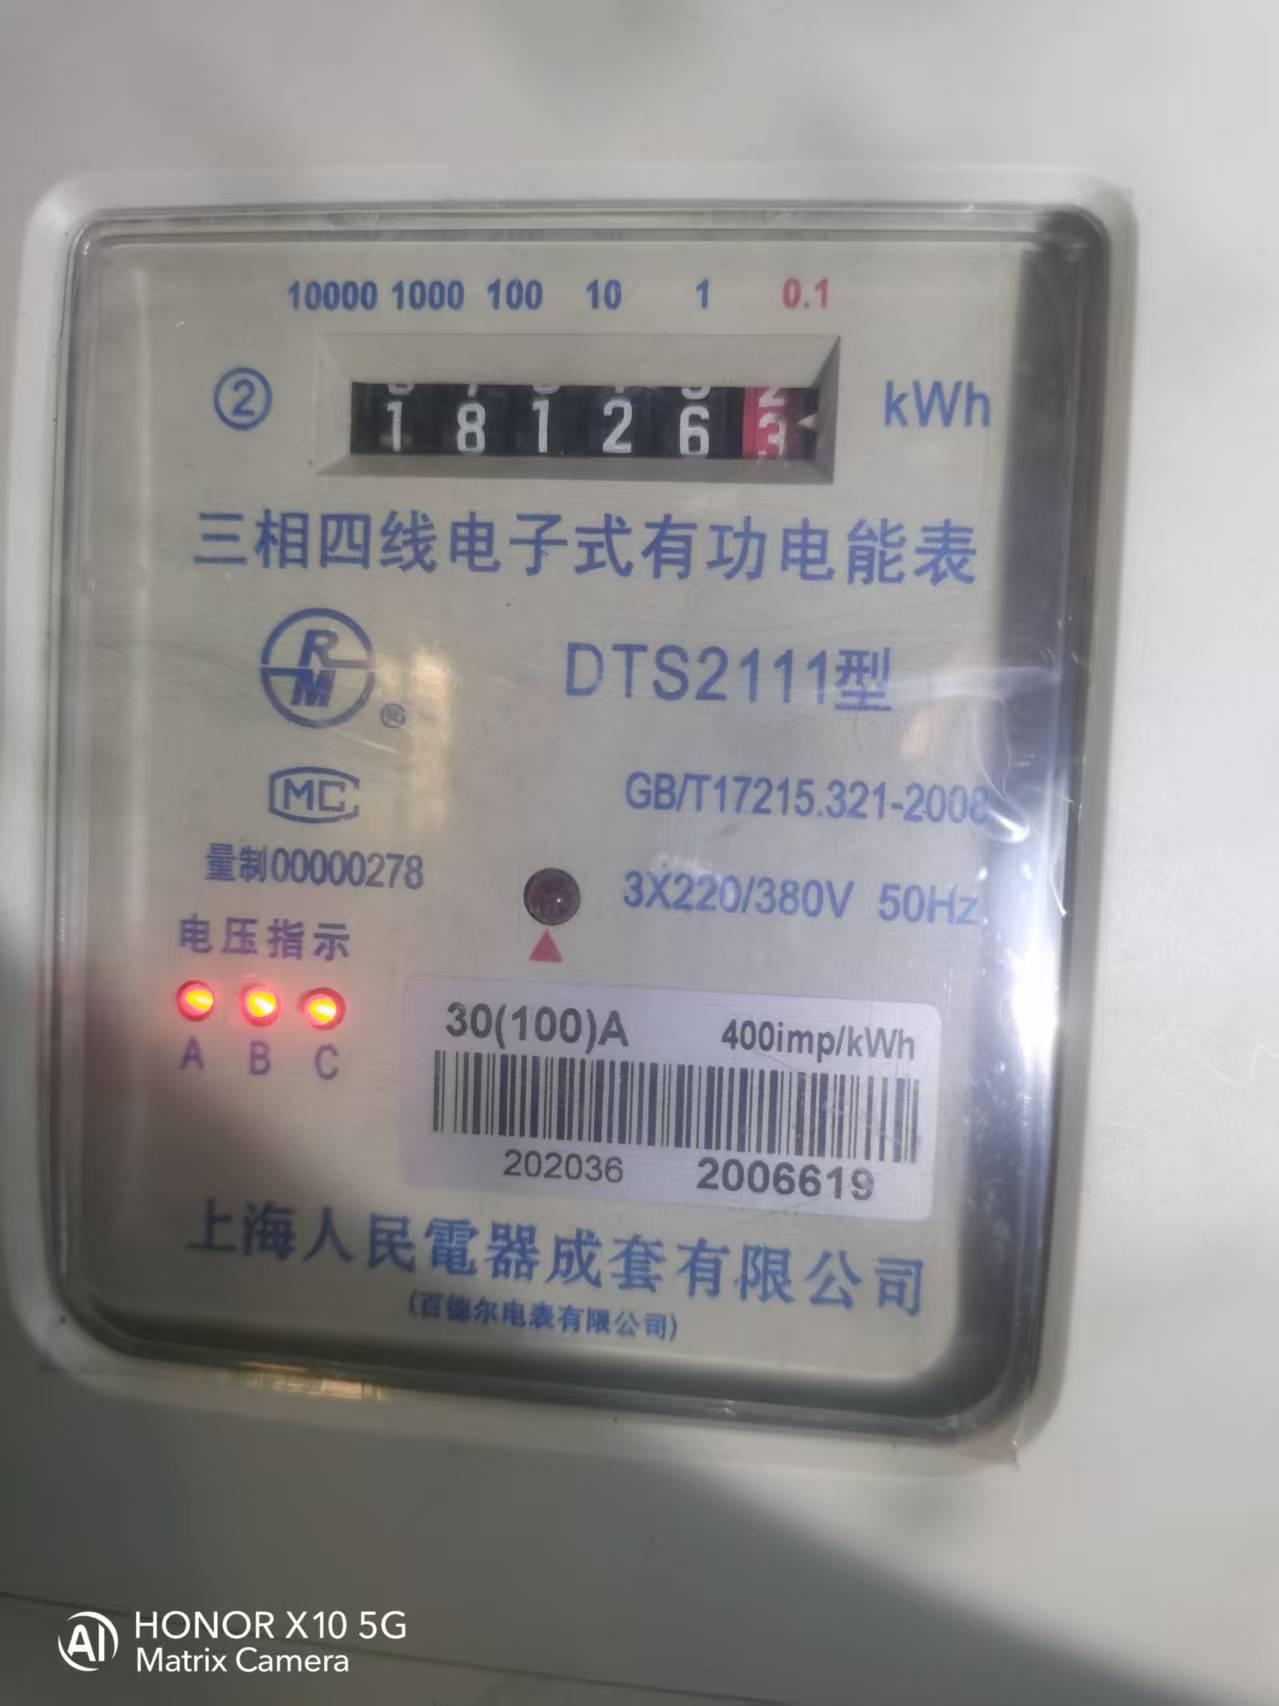 10000 1000 100 10 1 0.1
② 181263 kWh
三相四线电子式有功电能表
RM ®
DTS2111型
MC
GB/T17215.321-2008
量制00000278
3X220/380V 50Hz
电压指示
A B C
30(100)A 400imp/kWh
202036 2006619
上海人民電器成套有限公司
(百德尔电表有限公司)
AI HONOR X10 5G
Matrix Camera